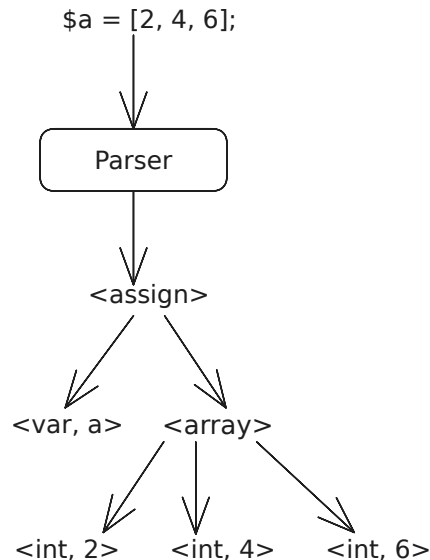 $a = [2, 4, 6];
Parser
<assign>
<var, a> <array>
<int, 2> <int, 4> <int, 6>